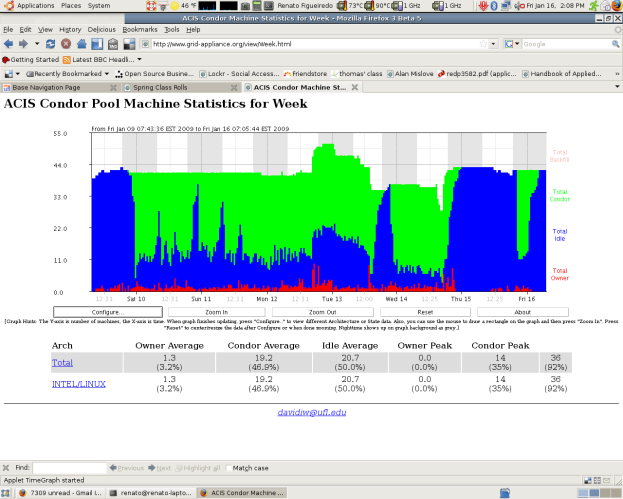 Applications Places System 46 °F Renato Figueiredo 73°C 90°C 1 GHz 1 GHz Fri Jan 16, 2:08 PM
ACIS Condor Machine Statistics for Week - Mozilla Firefox 3 Beta 5
File Edit View History Delicious Bookmarks Tools Help
http://www.grid-appliance.org/view/Week.html Google
Getting Started Latest BBC Headli...
Recently Bookmarked Open Source Busine... Lockr - Social Access... Friendstore thomas' class Alan Mislove redp3582.pdf (applic... Handbook of Applied...
Base Navigation Page Spring Class Rolls ACIS Condor Machine St...
ACIS Condor Pool Machine Statistics for Week
From Fri Jan 09 07:43:36 EST 2009 to Fri Jan 16 07:05:44 EST 2009
55.0
44.0
33.0
22.0
11.0
0.0
Total
Backfill
Total
Condor
Total
Idle
Total
Owner
12:31 Sat 10 12:31 Sun 11 12:31 Mon 12 12:31 Tue 13 12:00 Wed 14 12:31 Thu 15 12:31 Fri 16
Configure... Zoom In Zoom Out Reset About
[Graph Hints: The Y-axis is number of machines, the X-axis is time. When graph finishes updating, press "Configure..." to view different Architecture or State data. Also, you can use the mouse to draw a rectangle on the graph and then press "Zoom In". Press
"Reset" to center/resize the data after Configure or when done zooming. Nighttime shows up on graph background as grey.]
Arch Owner Average Condor Average Idle Average Owner Peak Condor Peak
Total 1.3 19.2 20.7 0.0 14 36
(3.2%) (46.9%) (50.0%) (0.0%) (35%) (92%)
INTEL/LINUX 1.3 19.2 20.7 0.0 14 36
(3.2%) (46.9%) (50.0%) (0.0%) (35%) (92%)
davidiw@ufl.edu
Find: Previous Next Highlight all Match case
Applet TimeGraph started
7309 unread - Gmail i... renato@renato-lapto... ACIS Condor Machine ...